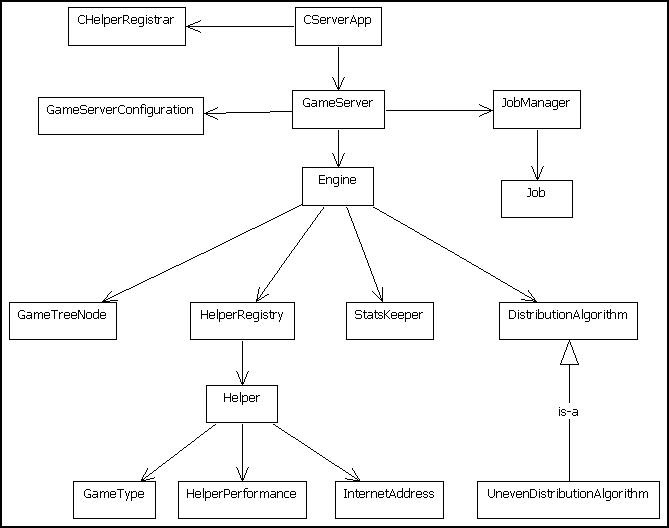 CHelperRegistrar
CServerApp
GameServerConfiguration
GameServer
JobManager
Engine
Job
GameTreeNode
HelperRegistry
StatsKeeper
DistributionAlgorithm
Helper
is-a
GameType
HelperPerformance
InternetAddress
UnevenDistributionAlgorithm